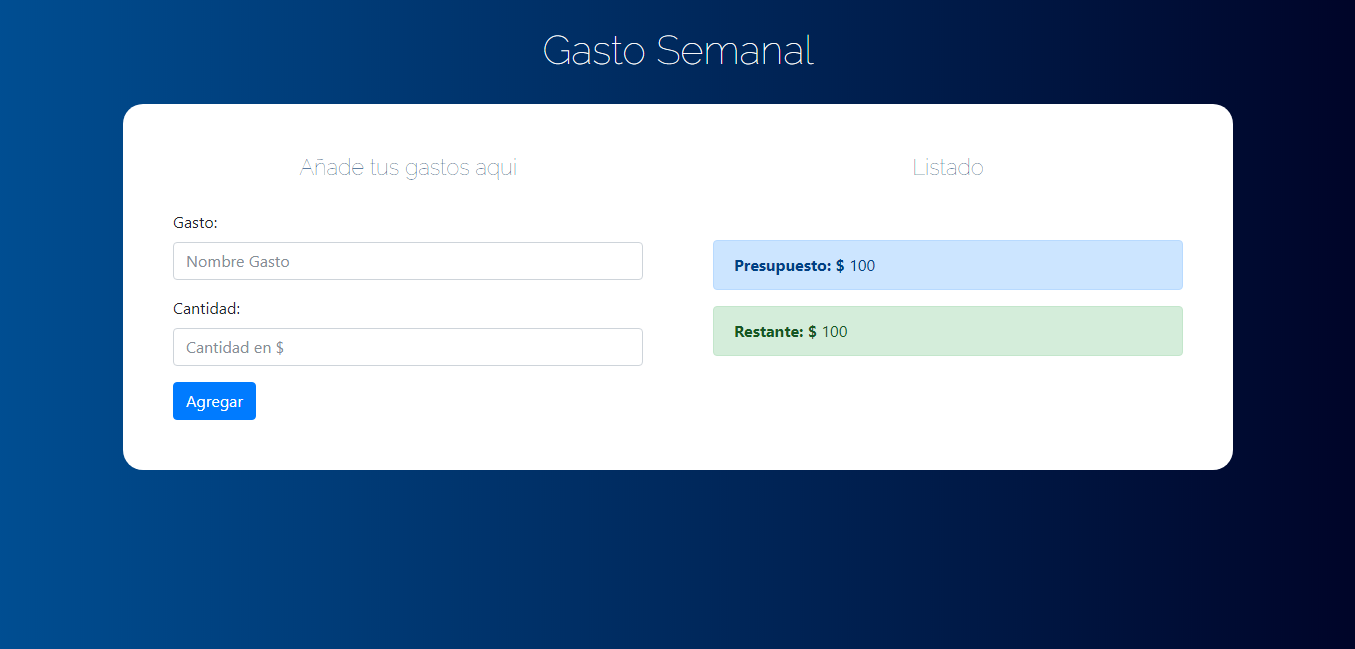 Gasto Semanal
Añade tus gastos aqui
Gasto:
Nombre Gasto
Cantidad:
Cantidad en $
Agregar
Listado
Presupuesto: $ 100
Restante: $ 100